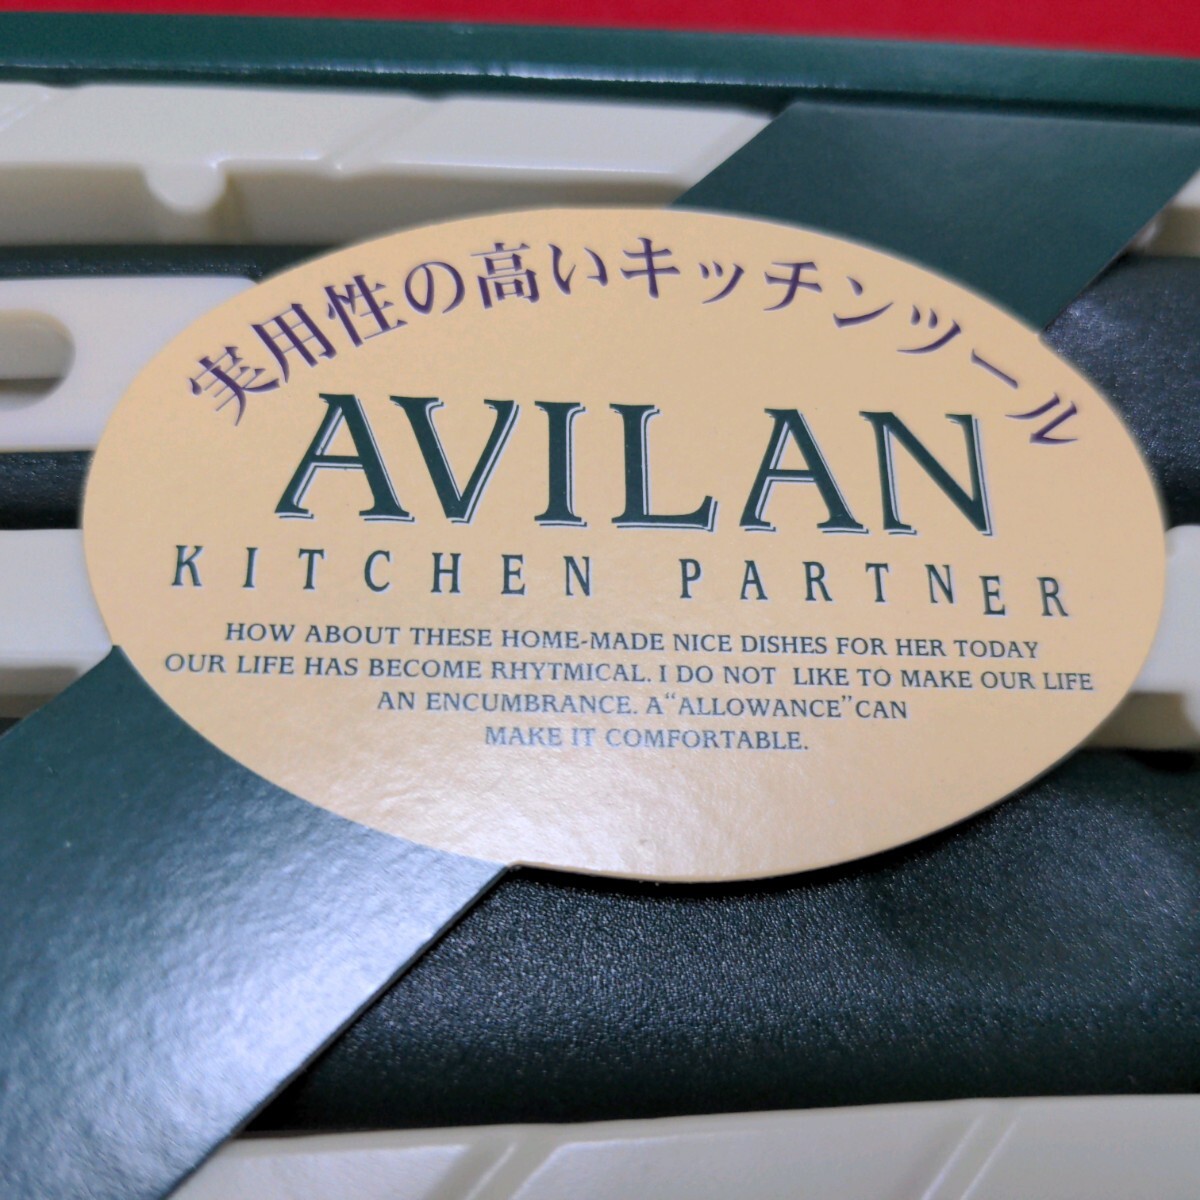 実用性の高いキッチンツール
AVILAN
KITCHEN PARTNER
HOW ABOUT THESE HOME-MADE NICE DISHES FOR HER TODAY
OUR LIFE HAS BECOME RHYTMICAL. I DO NOT LIKE TO MAKE OUR LIFE
AN ENCUMBRANCE. A“ALLOWANCE”CAN
MAKE IT COMFORTABLE.